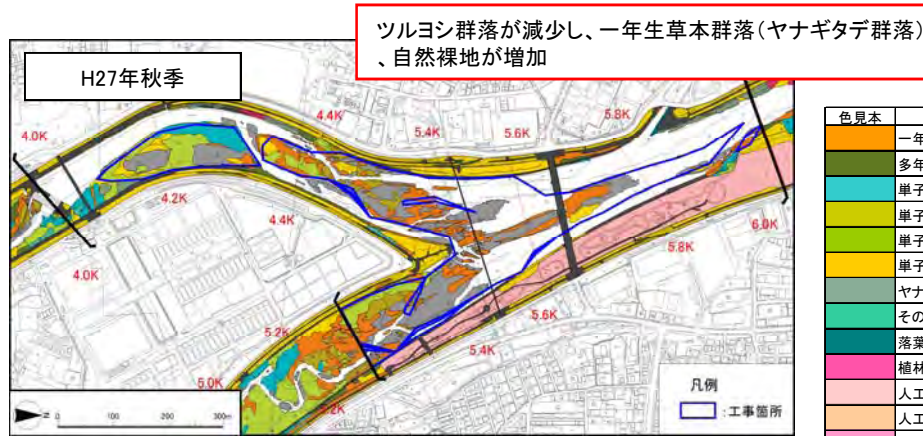 ツルヨシ群落が減少し、一年生草本群落(ヤナギタデ群落)
、自然裸地が増加
H27年秋季
4.0K
4.2K
4.4K
4.0K
4.4K
5.4K
5.6K
5.8K
6.0K
5.8K
5.6K
5.4K
5.2K
5.0K
5.2K
N
0 100 200 300m
凡例
:工事箇所
色見本
一年
多年
単子
単子
単子
単子
ヤナ
その
落葉
植林
人工
人工